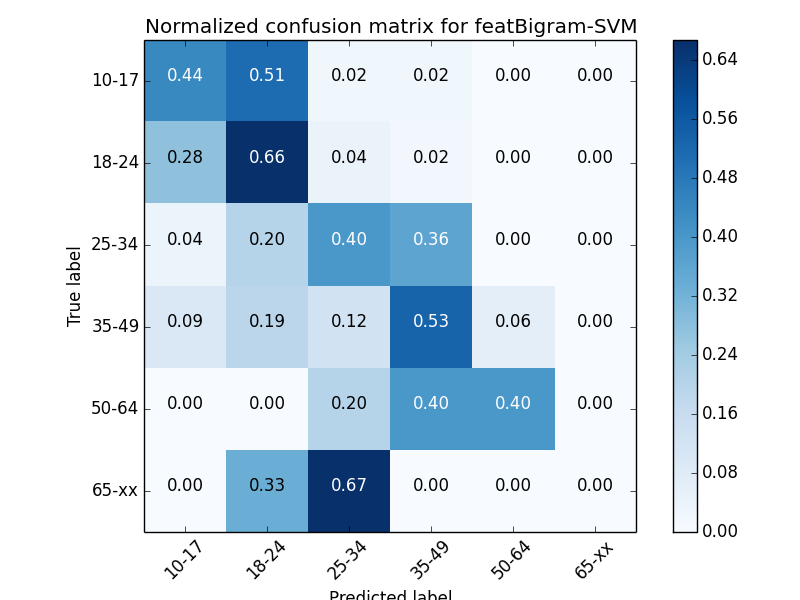 Normalized confusion matrix for featBigram-SVM
10-17 0.44 0.51 0.02 0.02 0.00 0.00
18-24 0.28 0.66 0.04 0.02 0.00 0.00
25-34 0.04 0.20 0.40 0.36 0.00 0.00
35-49 0.09 0.19 0.12 0.53 0.06 0.00
50-64 0.00 0.00 0.20 0.40 0.40 0.00
65-xx 0.00 0.33 0.67 0.00 0.00 0.00
True label
10-17 18-24 25-34 35-49 50-64 65-xx
Predicted label
0.64
0.56
0.48
0.40
0.32
0.24
0.16
0.08
0.00